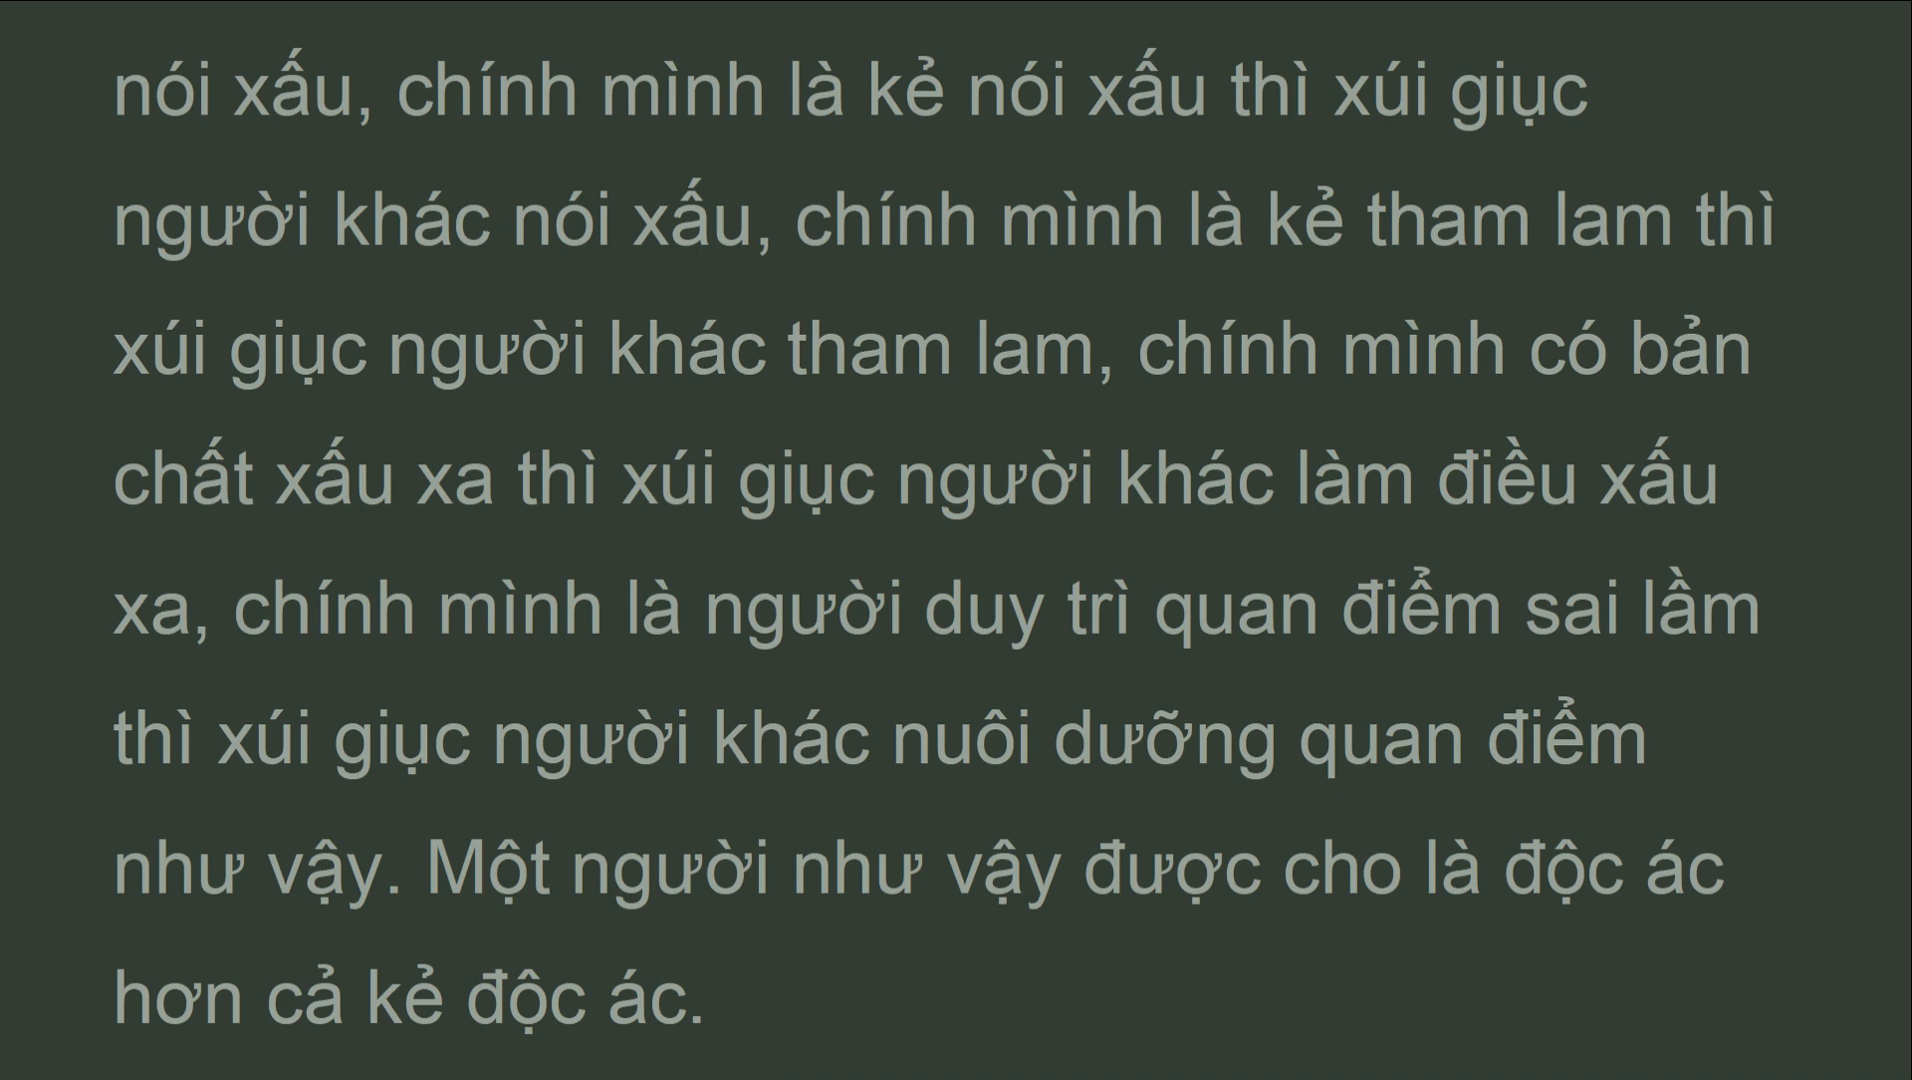 nói xấu, chính mình là kẻ nói xấu thì xúi giục
người khác nói xấu, chính mình là kẻ tham lam thì
xúi giục người khác tham lam, chính mình có bản
chất xấu xa thì xúi giục người khác làm điều xấu
xa, chính mình là người duy trì quan điểm sai lầm
thì xúi giục người khác nuôi dưỡng quan điểm
như vậy. Một người như vậy được cho là độc ác
hơn cả kẻ độc ác.